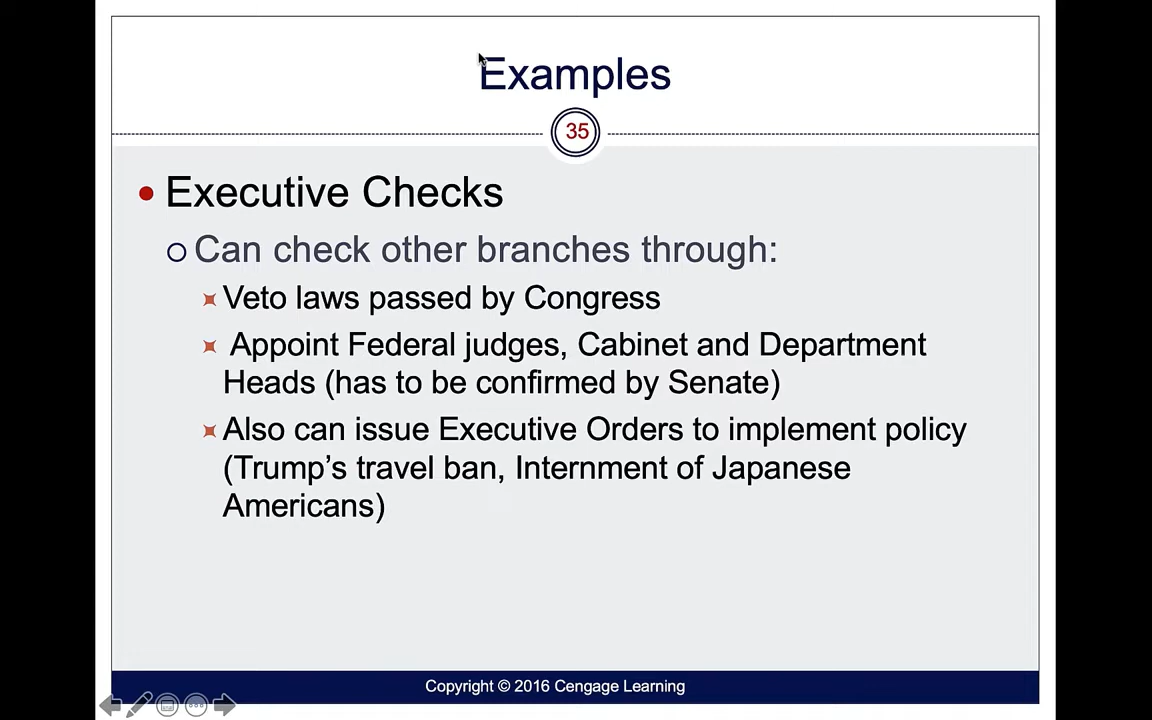 Examples
35
Executive Checks
Can check other branches through:
Veto laws passed by Congress
Appoint Federal judges, Cabinet and Department
Heads (has to be confirmed by Senate)
Also can issue Executive Orders to implement policy
(Trump’s travel ban, Internment of Japanese
Americans)
Copyright © 2016 Cengage Learning